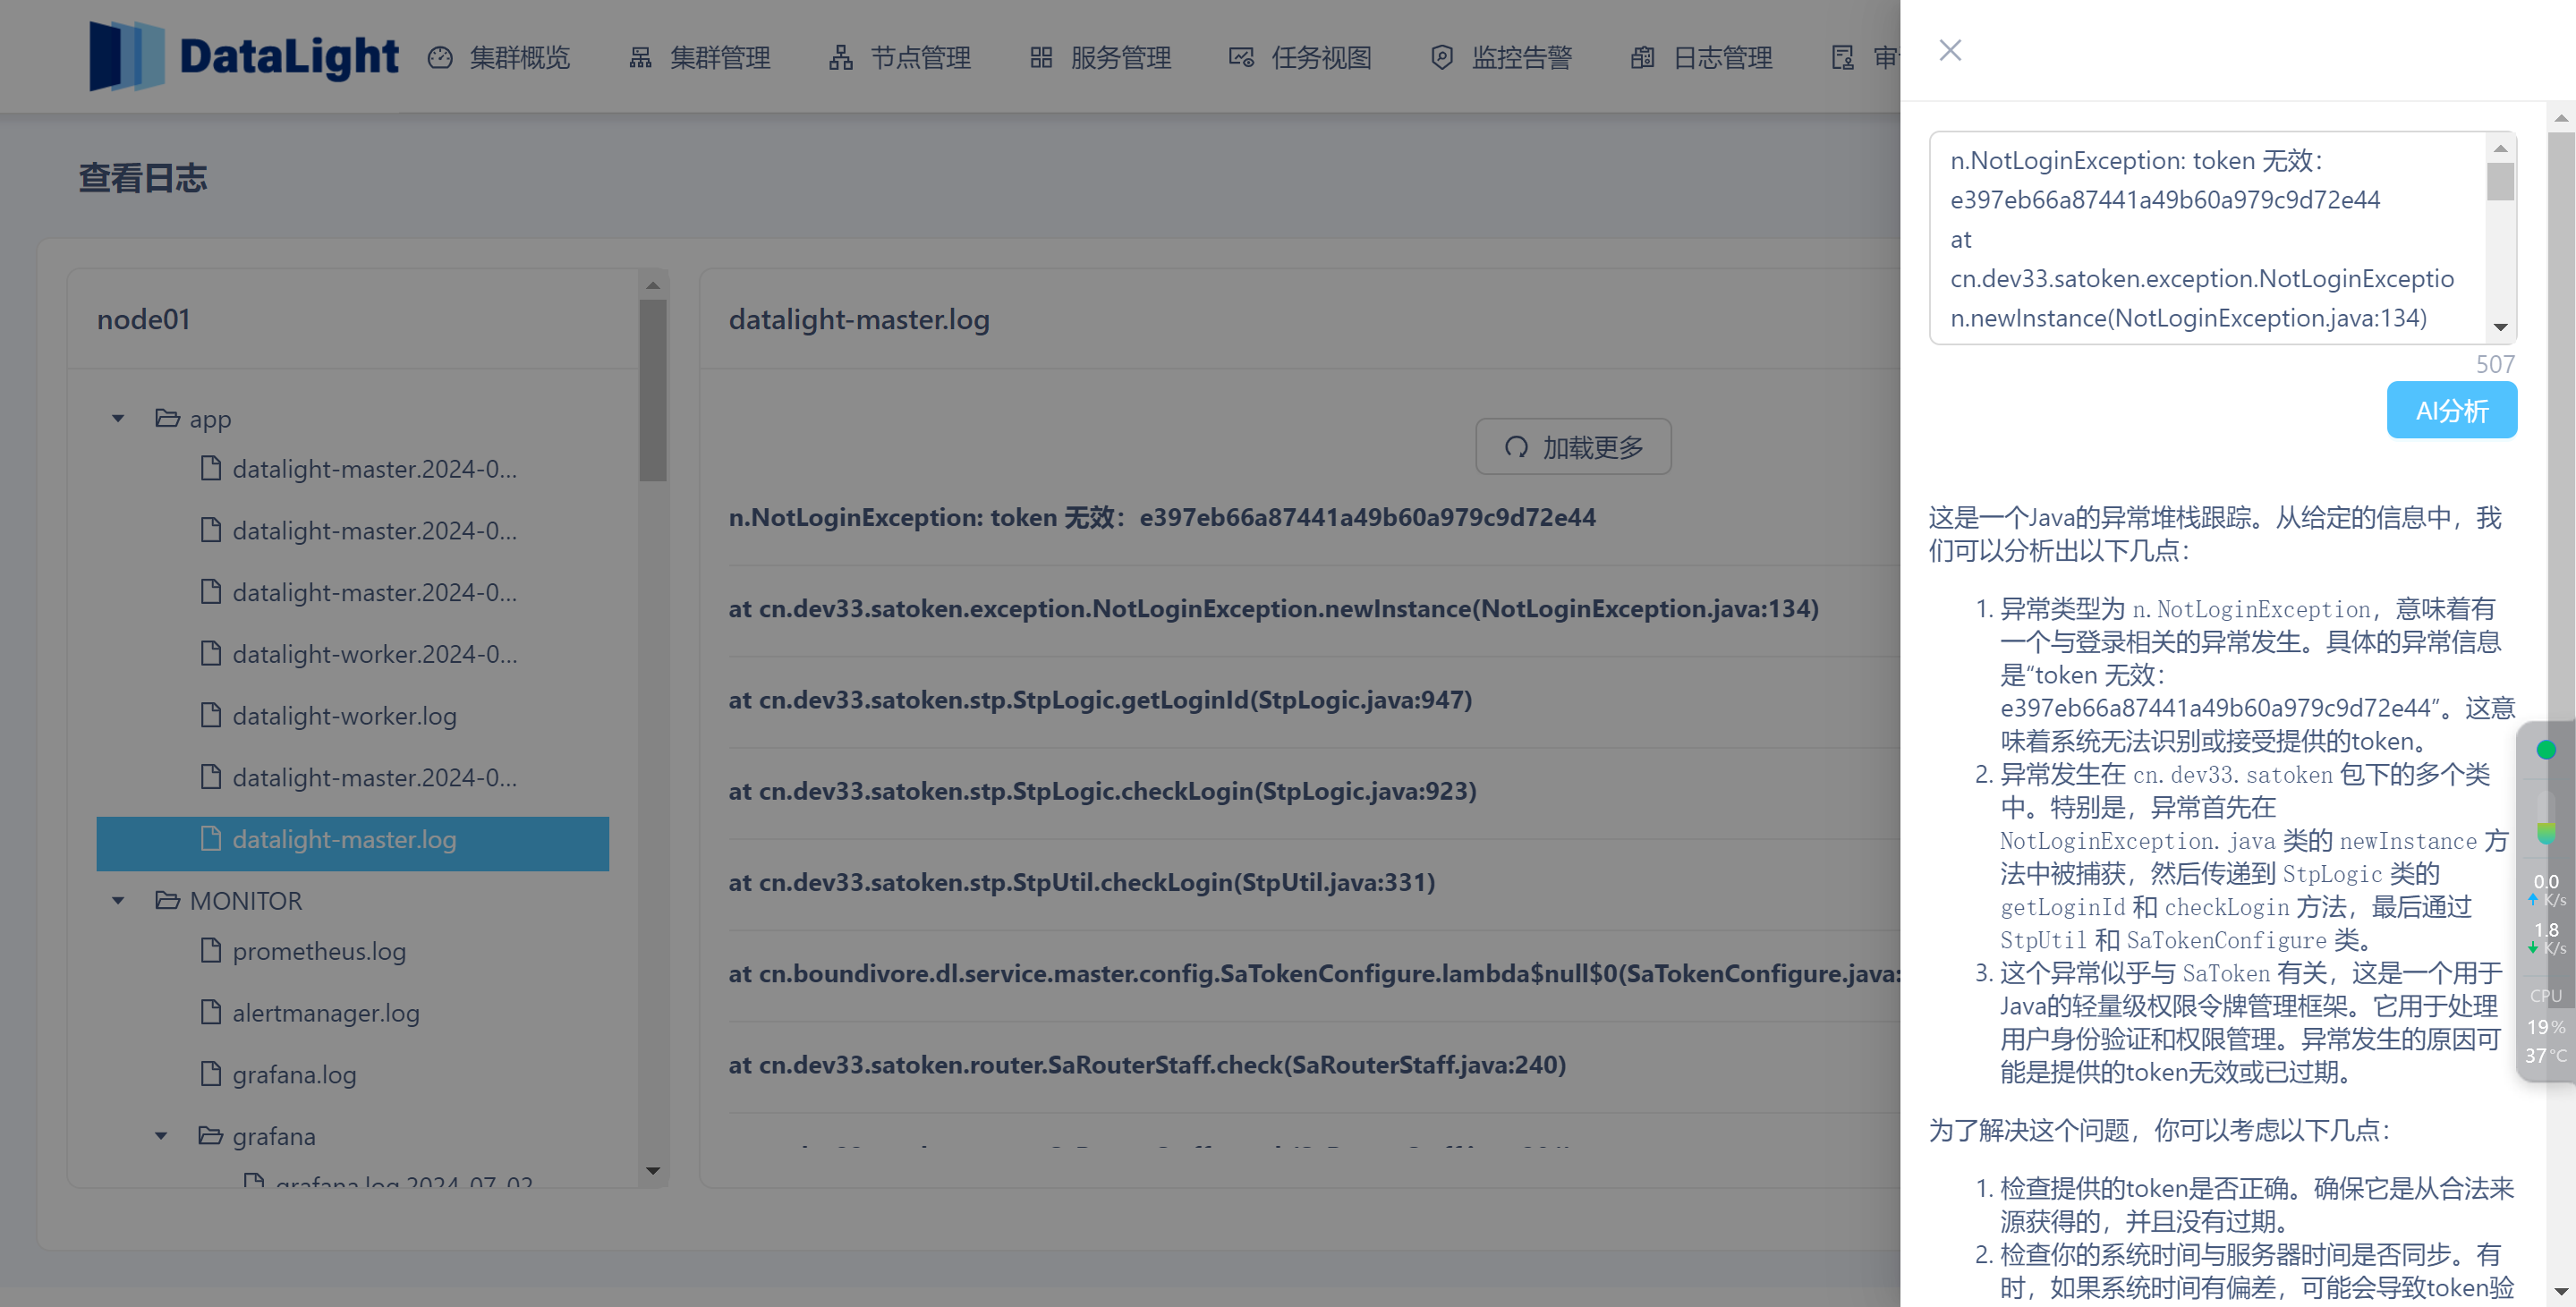 DataLight
集群概览
集群管理
节点管理
服务管理
任务视图
监控告警
日志管理
审
查看日志
node01
app
datalight-master.2024-0...
datalight-master.2024-0...
datalight-master.2024-0...
datalight-worker.2024-0...
datalight-worker.log
datalight-master.2024-0...
datalight-master.log
MONITOR
prometheus.log
alertmanager.log
grafana.log
grafana
grafana.log.2024-07-02
datalight-master.log
加载更多
n.NotLoginException: token 无效：e397eb66a87441a49b60a979c9d72e44
at cn.dev33.satoken.exception.NotLoginException.newInstance(NotLoginException.java:134)
at cn.dev33.satoken.stp.StpLogic.getLoginId(StpLogic.java:947)
at cn.dev33.satoken.stp.StpLogic.checkLogin(StpLogic.java:923)
at cn.dev33.satoken.stp.StpUtil.checkLogin(StpUtil.java:331)
at cn.boundivore.dl.service.master.config.SaTokenConfigure.lambda$null$0(SaTokenConfigure.java:
at cn.dev33.satoken.router.SaRouterStaff.check(SaRouterStaff.java:240)
n.NotLoginException: token 无效：
e397eb66a87441a49b60a979c9d72e44
at
cn.dev33.satoken.exception.NotLoginExceptio
n.newInstance(NotLoginException.java:134)
507
AI分析
这是一个Java的异常堆栈跟踪。从给定的信息中，我
们可以分析出以下几点：
1. 异常类型为 n.NotLoginException，意味着有
一个与登录相关的异常发生。具体的异常信息
是“token 无效：
e397eb66a87441a49b60a979c9d72e44”。这意
味着系统无法识别或接受提供的token。
2. 异常发生在 cn.dev33.satoken 包下的多个类
中。特别是，异常首先在
NotLoginException.java 类的 newInstance 方
法中被捕获，然后传递到 StpLogic 类的
getLoginId 和 checkLogin 方法，最后通过
StpUtil 和 SaTokenConfigure 类。
3. 这个异常似乎与 SaToken 有关，这是一个用于
Java的轻量级权限令牌管理框架。它用于处理
用户身份验证和权限管理。异常发生的原因可
能是提供的token无效或已过期。
为了解决这个问题，你可以考虑以下几点：
1. 检查提供的token是否正确。确保它是从合法来
源获得的，并且没有过期。
2. 检查你的系统时间与服务器时间是否同步。有
时，如果系统时间有偏差，可能会导致token验
0.0
K/s
1.8
K/s
CPU
19%
37°C